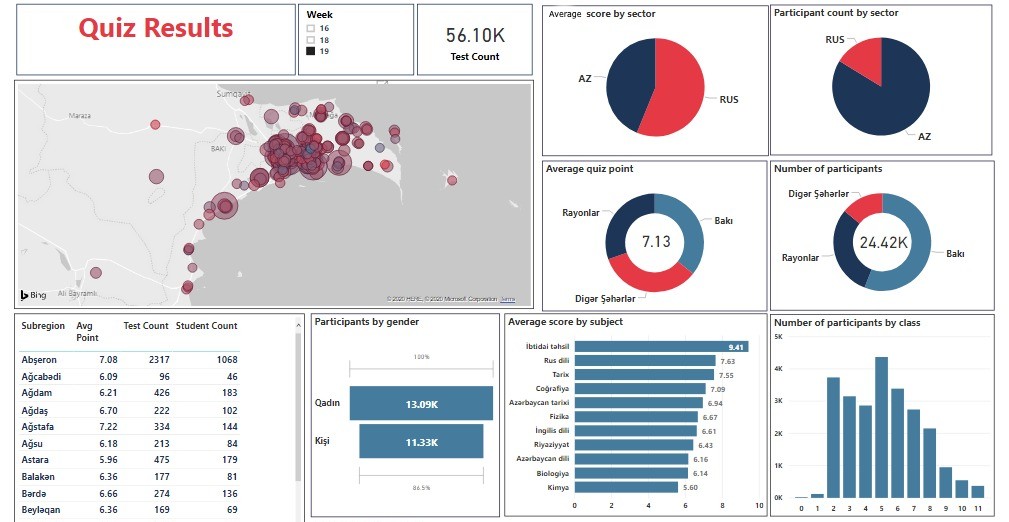 Quiz Results
Week
16
18
19
56.10K
Test Count
Average score by sector
AZ
RUS
Participant count by sector
RUS
AZ
Maraza
BAKI
Ali Bayramli
Bing
© 2020 HERE, © 2020 Microsoft Corporation Terms
Average quiz point
Rayonlar
Bakı
7.13
Digər Şəhərlər
Number of participants
Digər Şəhərlər
24.42K
Rayonlar
Bakı
Subregion Avg Point Test Count Student Count
Abşeron 7.08 2317 1068
Ağcabədi 6.09 96 46
Ağdam 6.21 426 183
Ağdaş 6.70 222 102
Ağstafa 7.22 334 144
Ağsu 6.18 213 84
Astara 5.96 475 179
Balakən 6.36 177 81
Bərdə 6.66 274 136
Beyləqan 6.36 169 69
Participants by gender
100%
Qadın 13.09K
Kişi 11.33K
86.5%
Average score by subject
İbtidai təhsil 9.41
Rus dili 7.63
Tarix 7.55
Coğrafiya 7.09
Azərbaycan tarixi 6.94
Fizika 6.67
İngilis dili 6.61
Riyaziyyat 6.43
Azərbaycan dili 6.16
Biologiya 6.14
Kimya 5.60
0 2 4 6 8 10
Number of participants by class
5K
4K
3K
2K
1K
0K
0 1 2 3 4 5 6 7 8 9 10 11